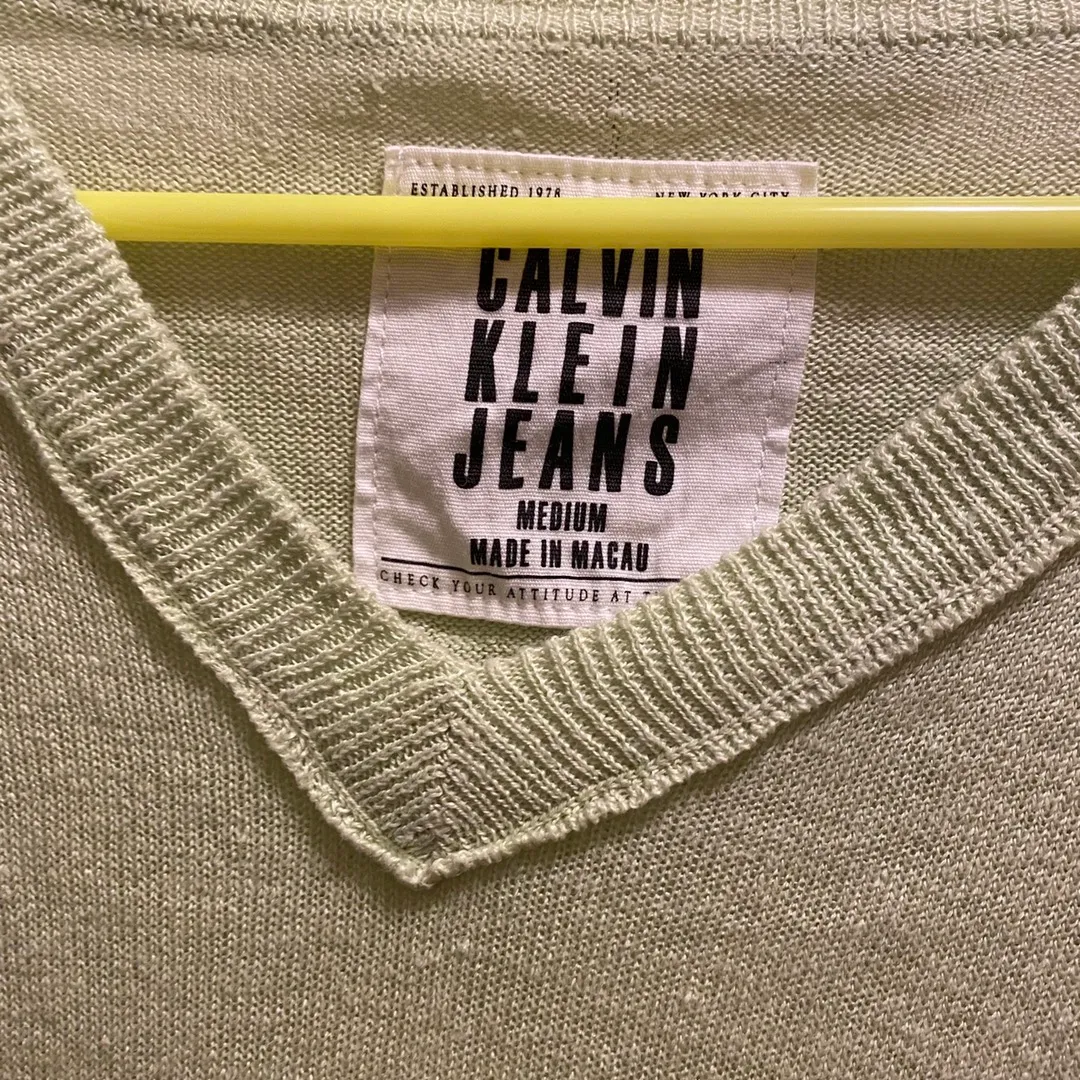 ESTABLISHED 1978 NEW YORK CITY
CALVIN
KLEIN
JEANS
MEDIUM
MADE IN MACAU
CHECK YOUR ATTITUDE AT